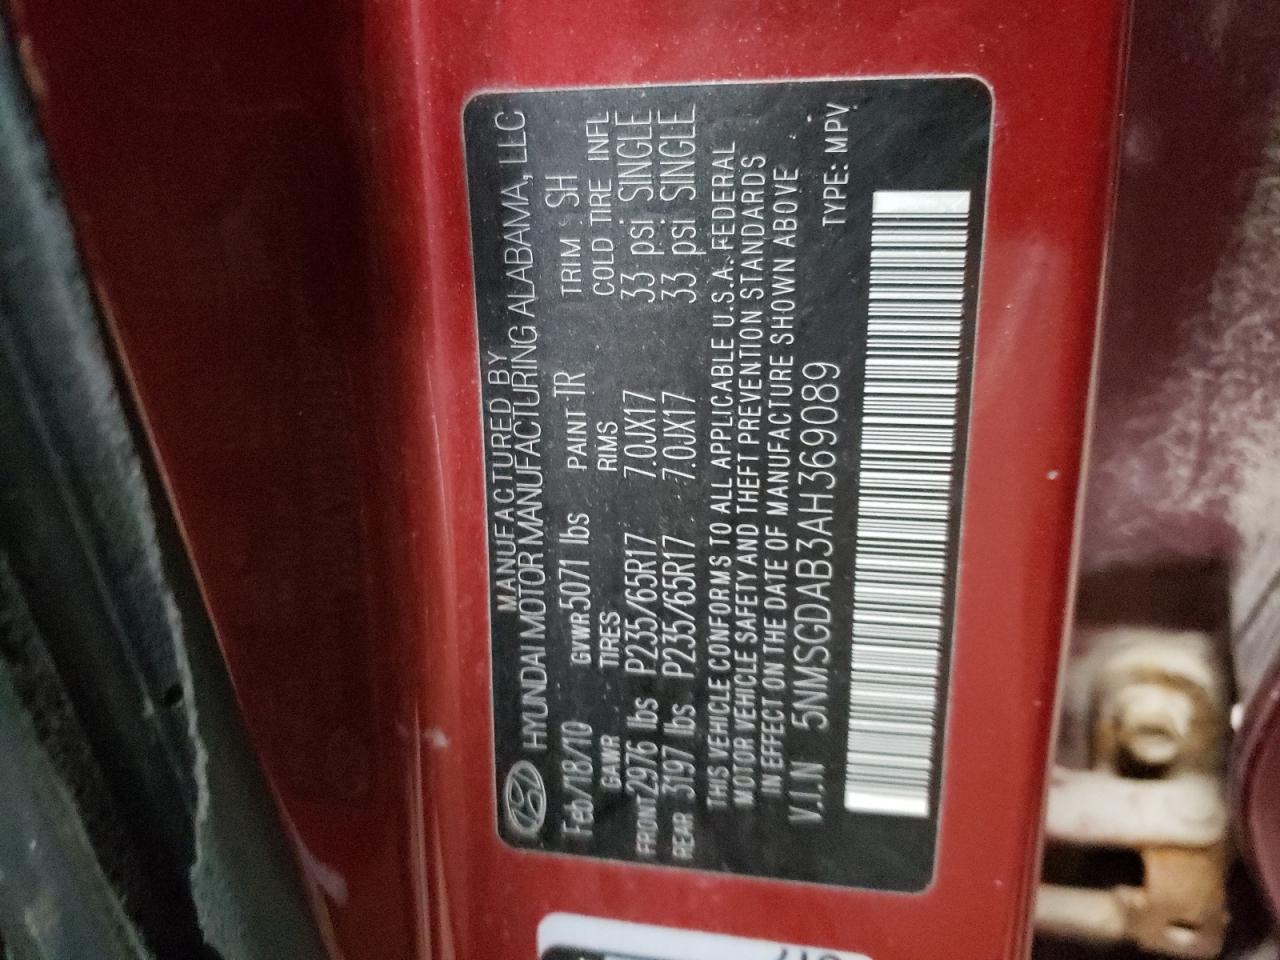 MANUFACTURED BY
HYUNDAI MOTOR MANUFACTURING ALABAMA, LLC
Feb/18/10 GVWR 5071 lbs PAINT TR TRIM SH
GAWR TIRES RIMS COLD TIRE INFL
FRONT 2976 lbs P235/65R17 7.0JX17 33 psi SINGLE
REAR 3197 lbs P235/65R17 7.0JX17 33 psi SINGLE
THIS VEHICLE CONFORMS TO ALL APPLICABLE U.S.A. FEDERAL
MOTOR VEHICLE SAFETY AND THEFT PREVENTION STANDARDS
IN EFFECT ON THE DATE OF MANUFACTURE SHOWN ABOVE
V.I.N 5NMSGDAB3AH369089 TYPE: MPV